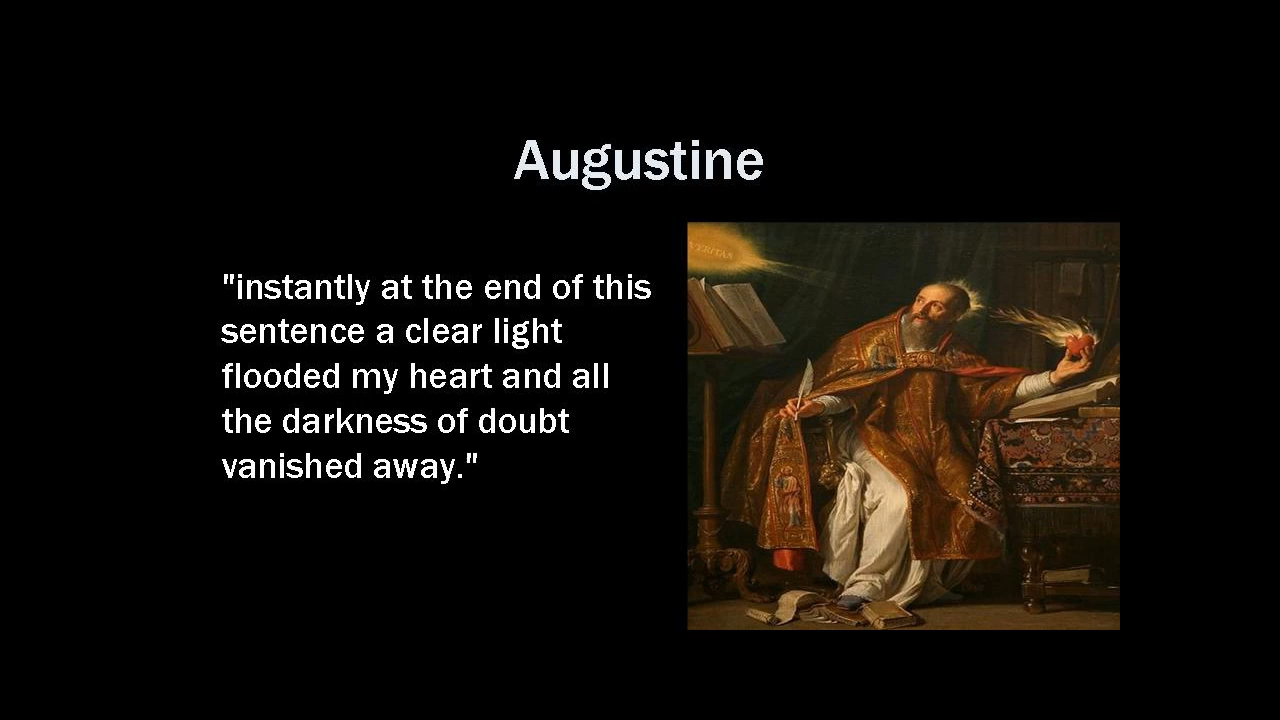 Augustine
"instantly at the end of this
sentence a clear light
flooded my heart and all
the darkness of doubt
vanished away."
VERITAS